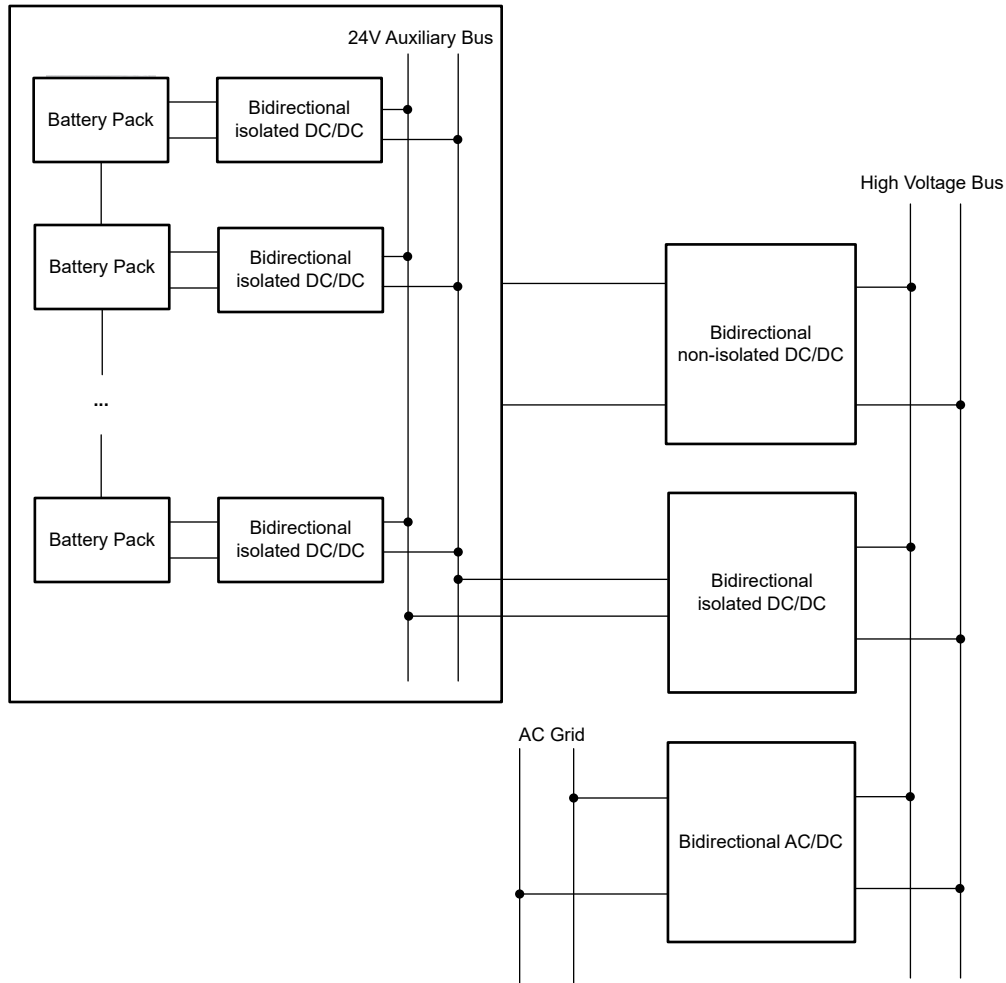 24V Auxiliary Bus
Battery Pack
Bidirectional
isolated DC/DC
High Voltage Bus
Battery Pack
Bidirectional
isolated DC/DC
Bidirectional
non-isolated DC/DC
...
Battery Pack
Bidirectional
isolated DC/DC
Bidirectional
isolated DC/DC
AC Grid
Bidirectional AC/DC